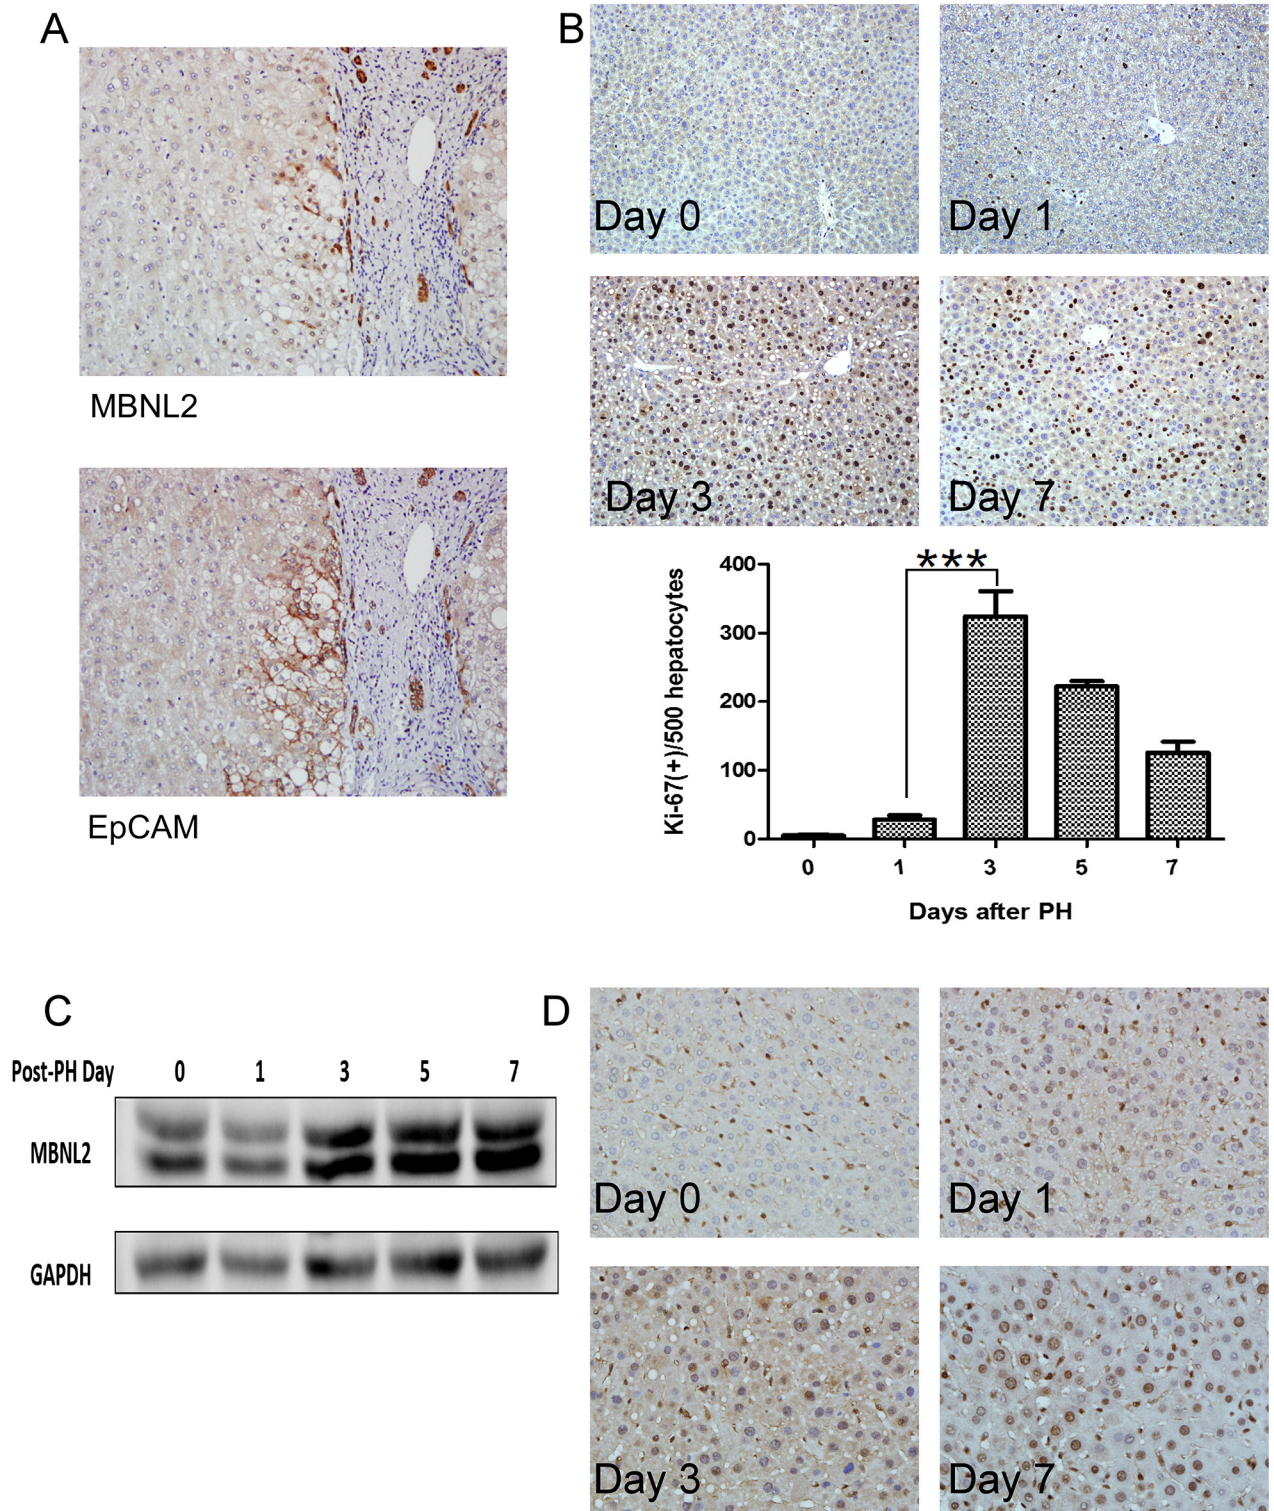 A
MBNL2
EpCAM
B
Day 0
Day 1
Day 3
Day 7
400
300
200
100
0
***
Ki-67(+)/500 hepatocytes
0 1 3 5 7
Days after PH
C
Post-PH Day 0 1 3 5 7
MBNL2
GAPDH
D
Day 0
Day 1
Day 3
Day 7